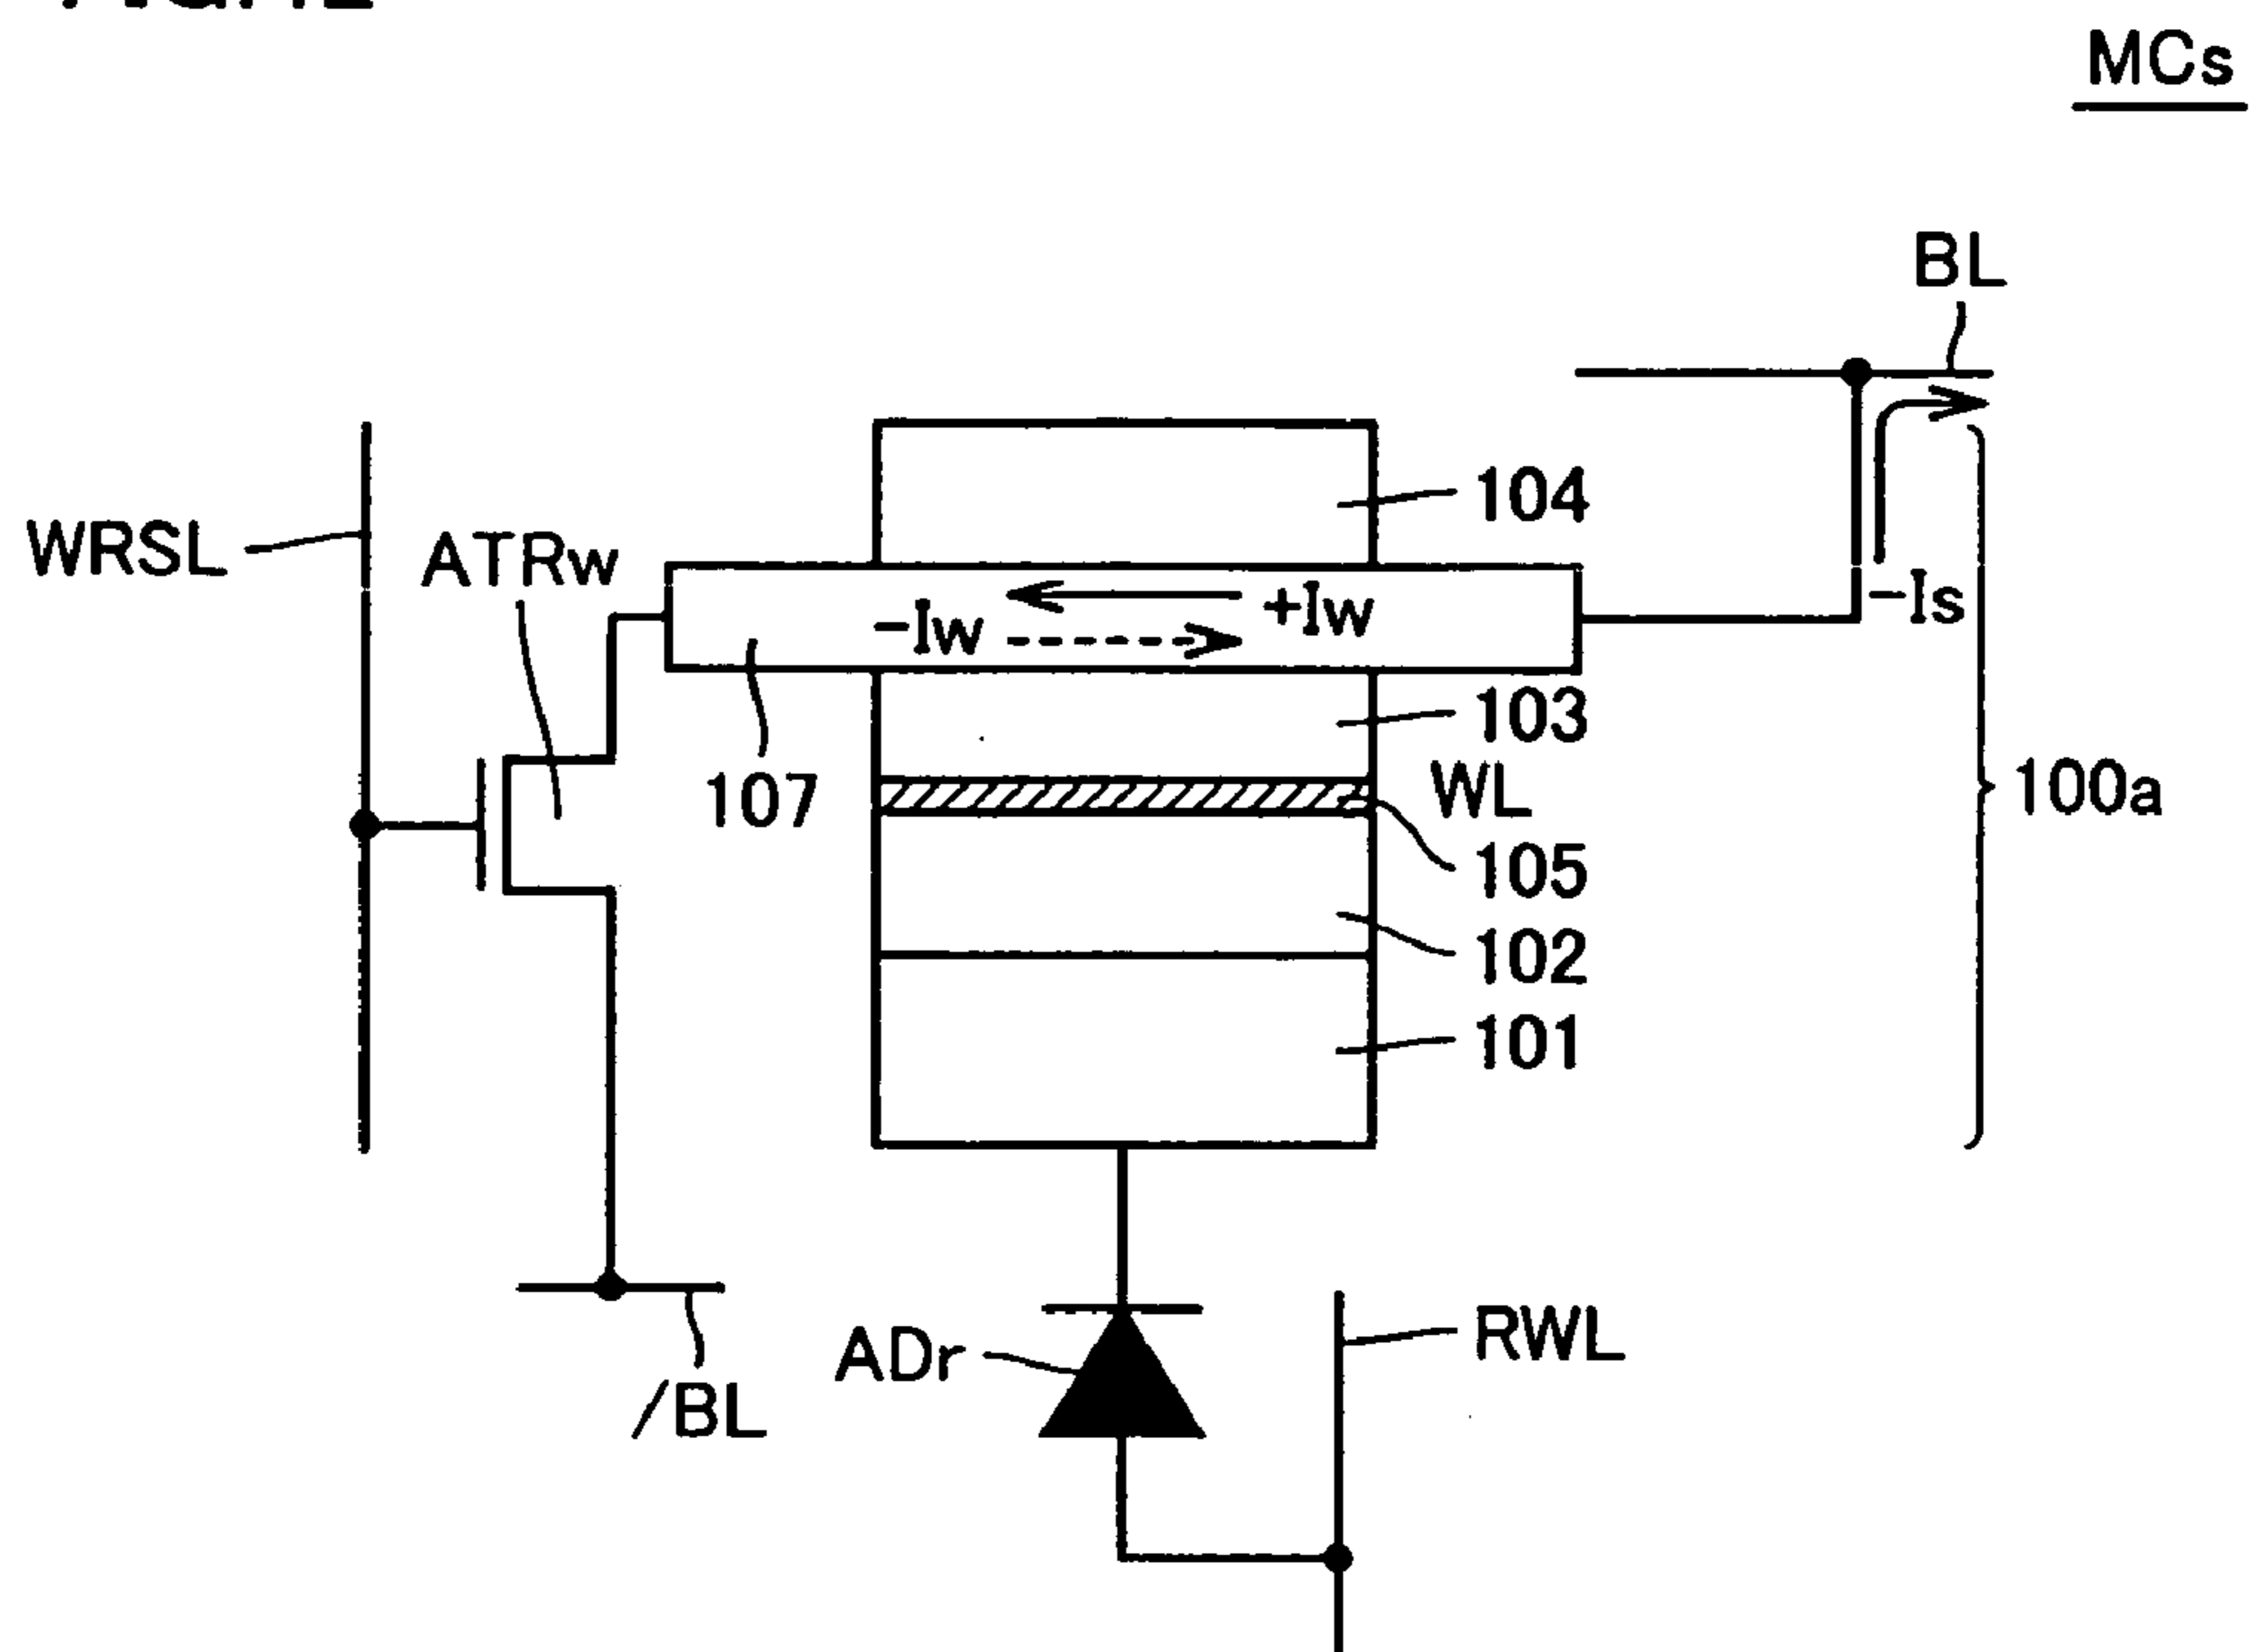 MCs
BL
104
WRSL
ATRw
+Iw
-Iw
-Is
103
107
WL
100a
105
102
101
RWL
ADr
/BL